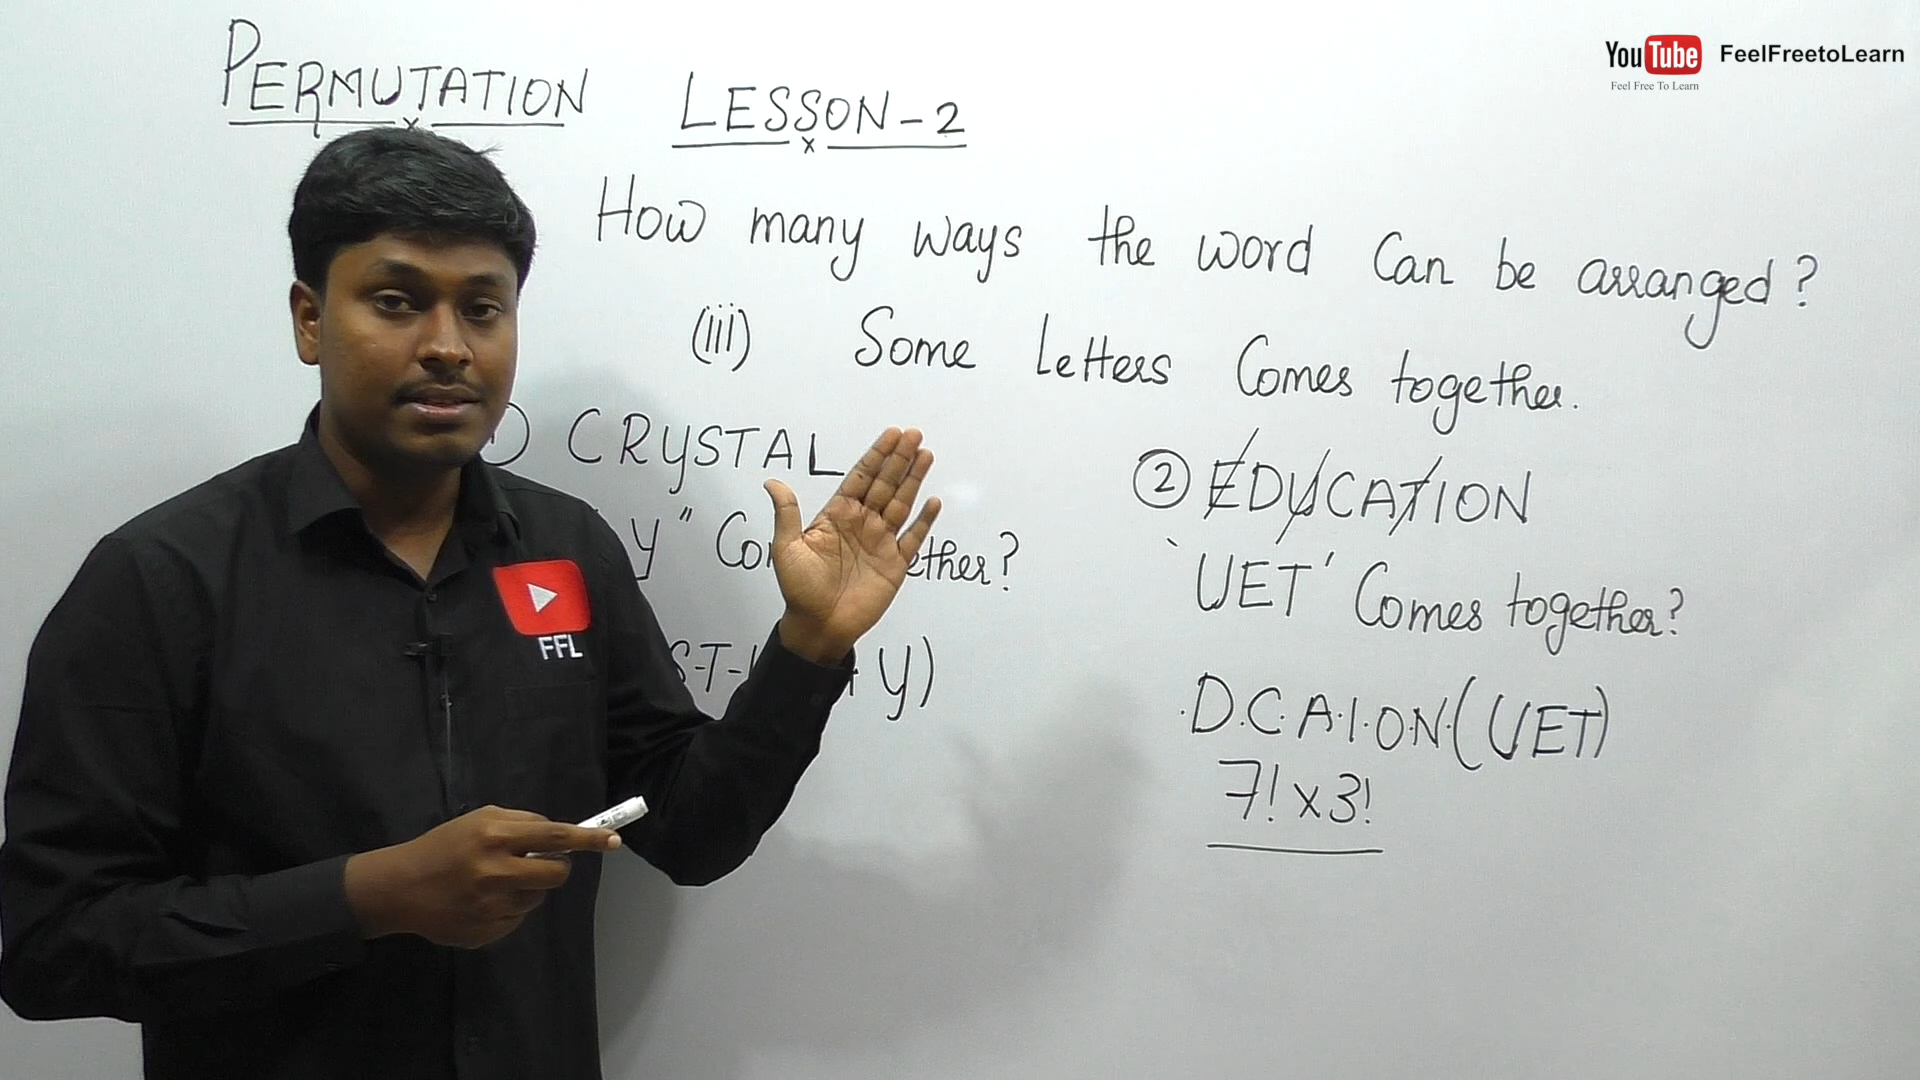 PERMUTATION LESSON-2
YouTube FeelFreetoLearn
Feel Free To Learn
How many ways the word Can be arranged?
(iii) Some Letters Comes together.
CRYSTAL
Y"
② EDUCATION
'UET' Comes together?
FFL
S-T- Y)
D.C.A.I.O.N.(UET)
7! x 3!